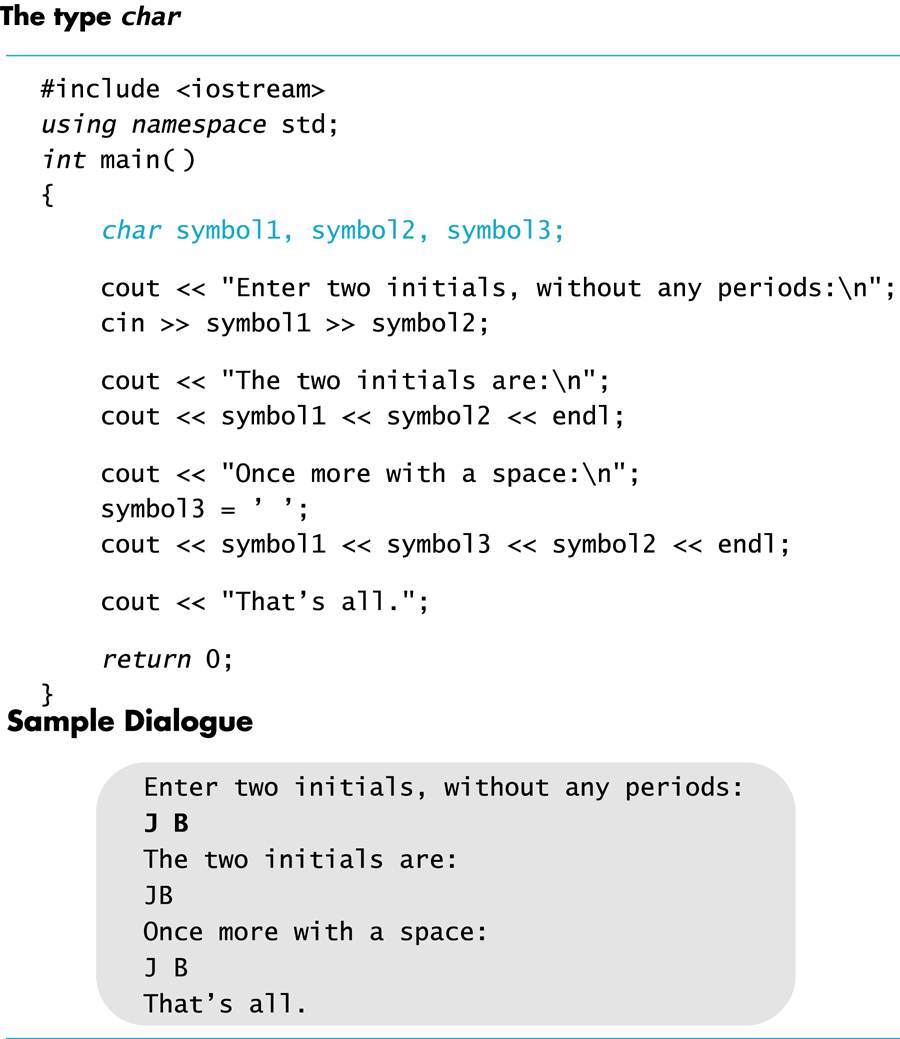 The type char
#include <iostream>
using namespace std;
int main( )
{
char symbol1, symbol2, symbol3;
cout << "Enter two initials, without any periods:\n";
cin >> symbol1 >> symbol2;
cout << "The two initials are:\n";
cout << symbol1 << symbol2 << endl;
cout << "Once more with a space:\n";
symbol3 = ’ ’;
cout << symbol1 << symbol3 << symbol2 << endl;
cout << "That’s all.";
return 0;
}
Sample Dialogue
Enter two initials, without any periods:
J B
The two initials are:
JB
Once more with a space:
J B
That’s all.